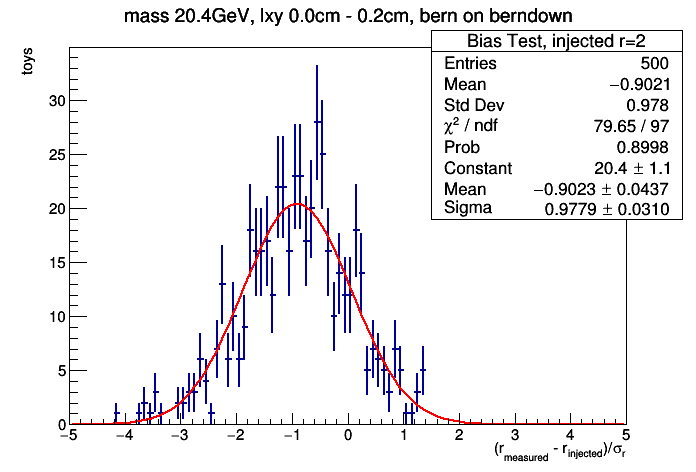 mass 20.4GeV, lxy 0.0cm - 0.2cm, bern on berndown
Bias Test, injected r=2
Entries 500
Mean −0.9021
Std Dev 0.978
χ² / ndf 79.65 / 97
Prob 0.8998
Constant 20.4 ± 1.1
Mean −0.9023 ± 0.0437
Sigma 0.9779 ± 0.0310
toys
30
25
20
15
10
5
0
−5 −4 −3 −2 −1 0 1 2 3 4 5
(r_measured - r_injected)/σ_r